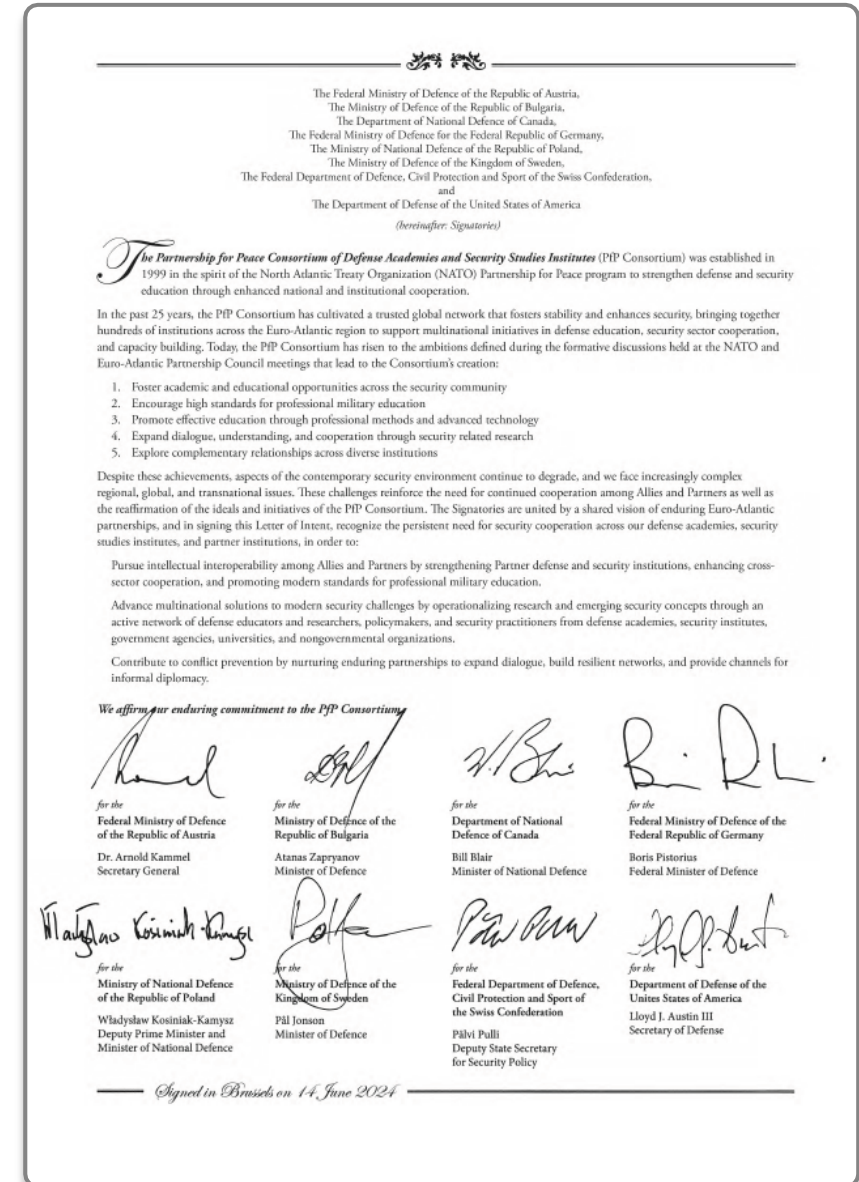 The Federal Ministry of Defence of the Republic of Austria,
The Ministry of Defence of the Republic of Bulgaria,
The Department of National Defence of Canada,
The Federal Ministry of Defence for the Federal Republic of Germany,
The Ministry of National Defence of the Republic of Poland,
The Ministry of Defence of the Kingdom of Sweden,
The Federal Department of Defence, Civil Protection and Sport of the Swiss Confederation,
and
The Department of Defense of the United States of America
(hereinafter: Signatories)
The Partnership for Peace Consortium of Defense Academies and Security Studies Institutes (PfP Consortium) was established in
1999 in the spirit of the North Atlantic Treaty Organization (NATO) Partnership for Peace program to strengthen defense and security
education through enhanced national and institutional cooperation.
In the past 25 years, the PfP Consortium has cultivated a trusted global network that fosters stability and enhances security, bringing together
hundreds of institutions across the Euro-Atlantic region to support multinational initiatives in defense education, security sector cooperation,
and capacity building. Today, the PfP Consortium has risen to the ambitions defined during the formative discussions held at the NATO and
Euro-Atlantic Partnership Council meetings that lead to the Consortium's creation:
1. Foster academic and educational opportunities across the security community
2. Encourage high standards for professional military education
3. Promote effective education through professional methods and advanced technology
4. Expand dialogue, understanding, and cooperation through security related research
5. Explore complementary relationships across diverse institutions
Despite these achievements, aspects of the contemporary security environment continue to degrade, and we face increasingly complex
regional, global, and transnational issues. These challenges reinforce the need for continued cooperation among Allies and Partners as well as
the reaffirmation of the ideals and initiatives of the PfP Consortium. The Signatories are united by a shared vision of enduring Euro-Atlantic
partnerships, and in signing this Letter of Intent, recognize the persistent need for security cooperation across our defense academies, security
studies institutes, and partner institutions, in order to:
Pursue intellectual interoperability among Allies and Partners by strengthening Partner defense and security institutions, enhancing cross-
sector cooperation, and promoting modern standards for professional military education.
Advance multinational solutions to modern security challenges by operationalizing research and emerging security concepts through an
active network of defense educators and researchers, policymakers, and security practitioners from defense academies, security institutes,
government agencies, universities, and nongovernmental organizations.
Contribute to conflict prevention by nurturing enduring partnerships to expand dialogue, build resilient networks, and provide channels for
informal diplomacy.
We affirm our enduring commitment to the PfP Consortium,
for the
Federal Ministry of Defence
of the Republic of Austria
Dr. Arnold Kammel
Secretary General
for the
Ministry of Defence of the
Republic of Bulgaria
Atanas Zapryanov
Minister of Defence
for the
Department of National
Defence of Canada
Bill Blair
Minister of National Defence
for the
Federal Ministry of Defence of the
Federal Republic of Germany
Boris Pistorius
Federal Minister of Defence
Władysław Kosiniak-Kamysz
for the
Ministry of National Defence
of the Republic of Poland
Władysław Kosiniak-Kamysz
Deputy Prime Minister and
Minister of National Defence
for the
Ministry of Defence of the
Kingdom of Sweden
Pål Jonson
Minister of Defence
for the
Federal Department of Defence,
Civil Protection and Sport of
the Swiss Confederation
Pälvi Pulli
Deputy State Secretary
for Security Policy
for the
Department of Defense of the
Unites States of America
Lloyd J. Austin III
Secretary of Defense
Signed in Brussels on 14 June 2024